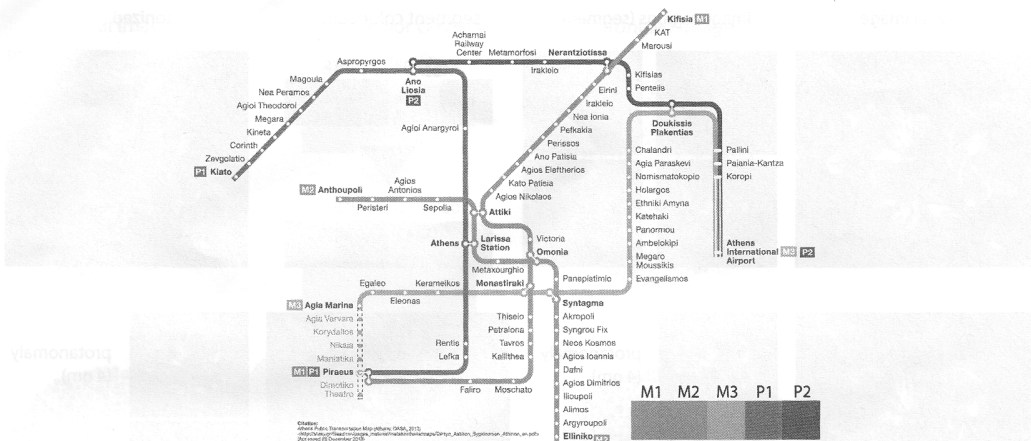 Kifisia M1
KAT
Marousi
Acharnai
Railway
Center
Metamorfosi
Nerantziotissa
Irakleio
Aspropyrgos
Ano
Liosia
P2
Kifisias
Pentelis
Magoula
Nea Peramos
Agioi Theodoroi
Megara
Kineta
Corinth
Zevgolatio
P1 Kiato
Eirini
Irakleio
Nea Ionia
Pefkakia
Perissos
Ano Patisia
Agios Eleftherios
Kato Patisia
Agios Nikolaos
Doukissis
Plakentias
Agioi Anargyroi
Chalandri
Agia Paraskevi
Nomismatokopio
Holargos
Ethniki Amyna
Katehaki
Panormou
Ambelokipi
Megaro
Moussikis
Evangelismos
Pallini
Paiania-Kantza
Koropi
Athens
International
Airport
M3 P2
M2 Anthoupoli
Agios
Antonios
Peristeri
Sepolia
Attiki
Athens
Larissa
Station
Victoria
Omonia
Metaxourghio
Panepistimio
Monastiraki
Egaleo
Kerameikos
Eleonas
M3 Agia Marina
Agia Varvara
Korydallos
Nikaia
Maniatika
M1 P1 Piraeus
Dimotiko
Theatro
Syntagma
Akropoli
Syngrou Fix
Neos Kosmos
Agios Ioannis
Dafni
Agios Dimitrios
Ilioupoli
Alimos
Argyroupoli
Elliniko M2
Thiseio
Petralona
Tavros
Kallithea
Rentis
Lefka
Faliro
Moschato
M1 M2 M3 P1 P2
Citation: